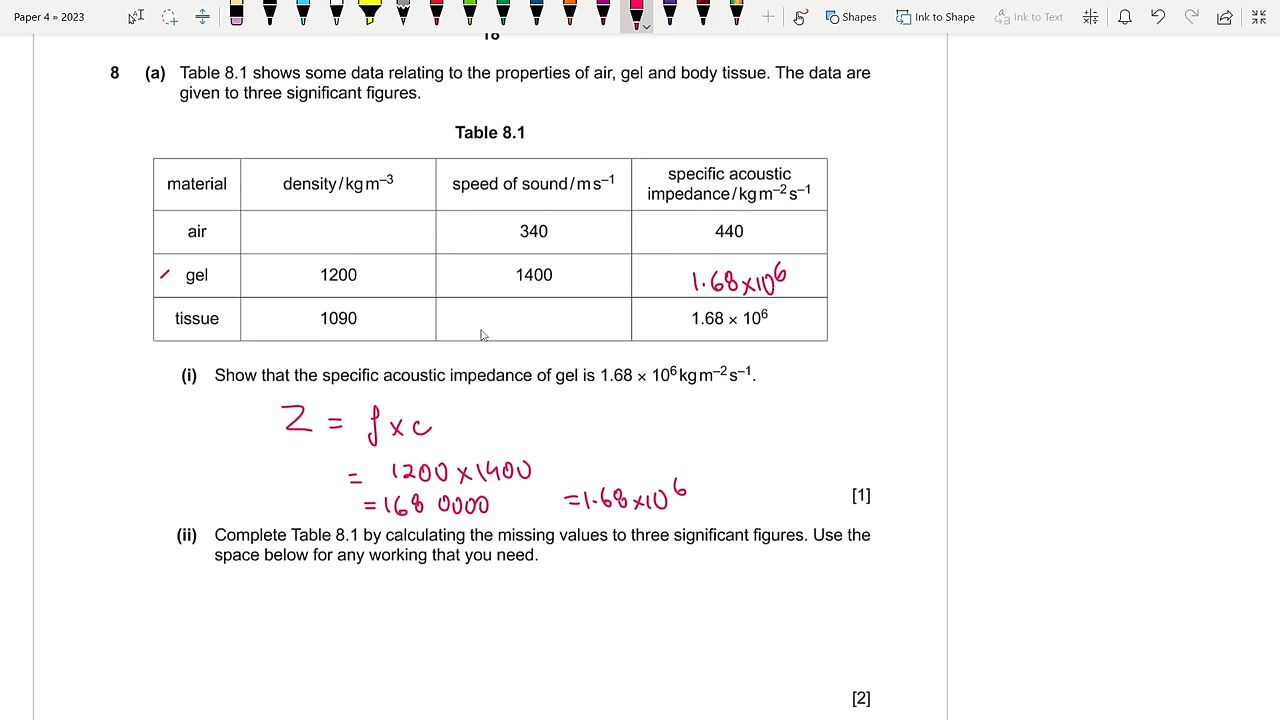 Paper 4 » 2023
Shapes
Ink to Shape
Ink to Text
16
8 (a) Table 8.1 shows some data relating to the properties of air, gel and body tissue. The data are
given to three significant figures.
Table 8.1
material density/kg m⁻³ speed of sound/m s⁻¹ specific acoustic
impedance/kg m⁻² s⁻¹
air 340 440
gel 1200 1400 1.68×10⁶
tissue 1090 1.68 × 10⁶
(i) Show that the specific acoustic impedance of gel is 1.68 × 10⁶ kg m⁻² s⁻¹.
Z = ρ × c
= 1200 × 1400
= 168 0000 = 1.68 × 10⁶
[1]
(ii) Complete Table 8.1 by calculating the missing values to three significant figures. Use the
space below for any working that you need.
[2]